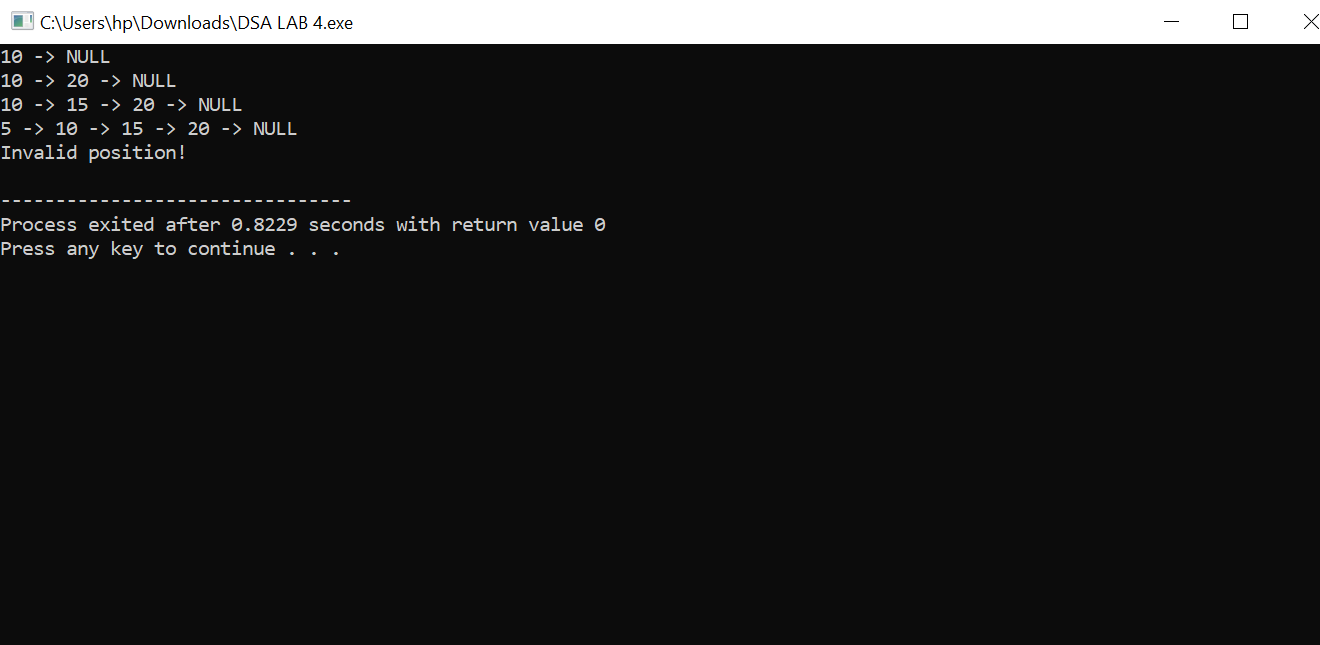 C:\Users\hp\Downloads\DSA LAB 4.exe
10 -> NULL
10 -> 20 -> NULL
10 -> 15 -> 20 -> NULL
5 -> 10 -> 15 -> 20 -> NULL
Invalid position!
--------------------------------
Process exited after 0.8229 seconds with return value 0
Press any key to continue . . .